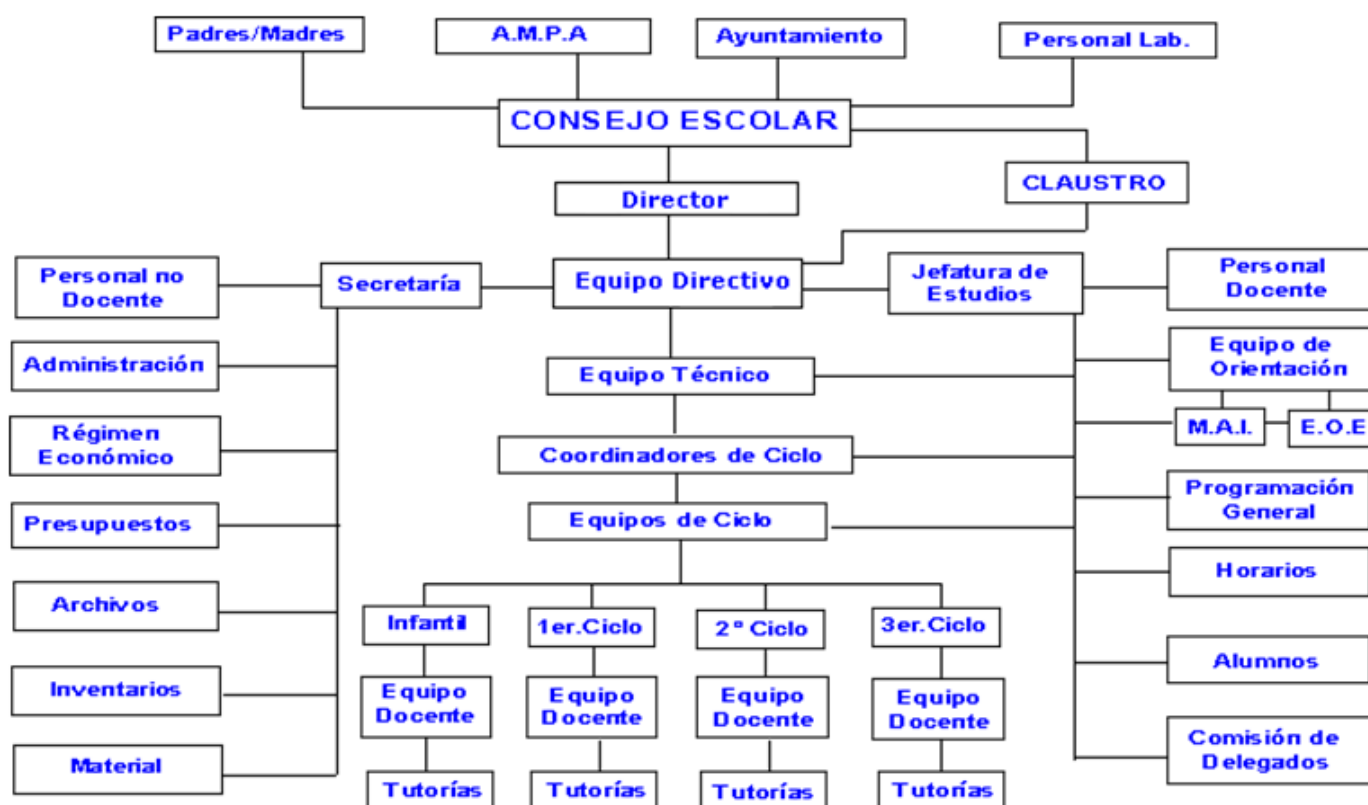 Padres/Madres
A.M.P.A
Ayuntamiento
Personal Lab.
CONSEJO ESCOLAR
CLAUSTRO
Director
Personal no
Docente
Secretaría
Equipo Directivo
Jefatura de
Estudios
Personal
Docente
Administración
Equipo Técnico
Equipo de
Orientación
M.A.I.
E.O.E
Régimen
Económico
Coordinadores de Ciclo
Programación
General
Presupuestos
Equipos de Ciclo
Horarios
Archivos
Infantil
1er.Ciclo
2º Ciclo
3er.Ciclo
Alumnos
Inventarios
Equipo
Docente
Equipo
Docente
Equipo
Docente
Equipo
Docente
Comisión de
Delegados
Material
Tutorías
Tutorías
Tutorías
Tutorías